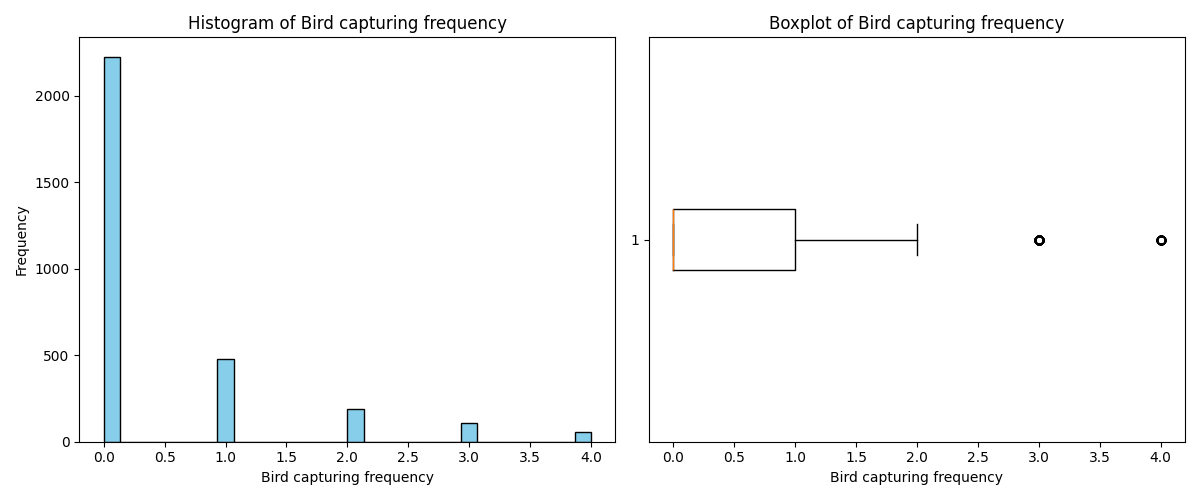 Histogram of Bird capturing frequency
Frequency
2000
1500
1000
500
0
0.0 0.5 1.0 1.5 2.0 2.5 3.0 3.5 4.0
Bird capturing frequency
Boxplot of Bird capturing frequency
1
0.0 0.5 1.0 1.5 2.0 2.5 3.0 3.5 4.0
Bird capturing frequency